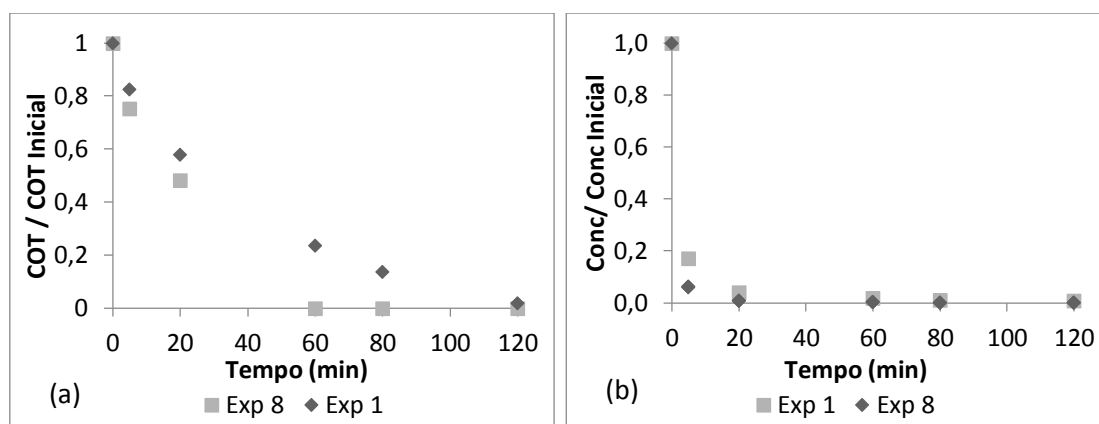 COT / COT Inicial
1
0,8
0,6
0,4
0,2
0
0 20 40 60 80 100 120
Tempo (min)
(a)
Exp 8 Exp 1
Conc/ Conc Inicial
1,0
0,8
0,6
0,4
0,2
0,0
0 20 40 60 80 100 120
Tempo (min)
(b)
Exp 1 Exp 8